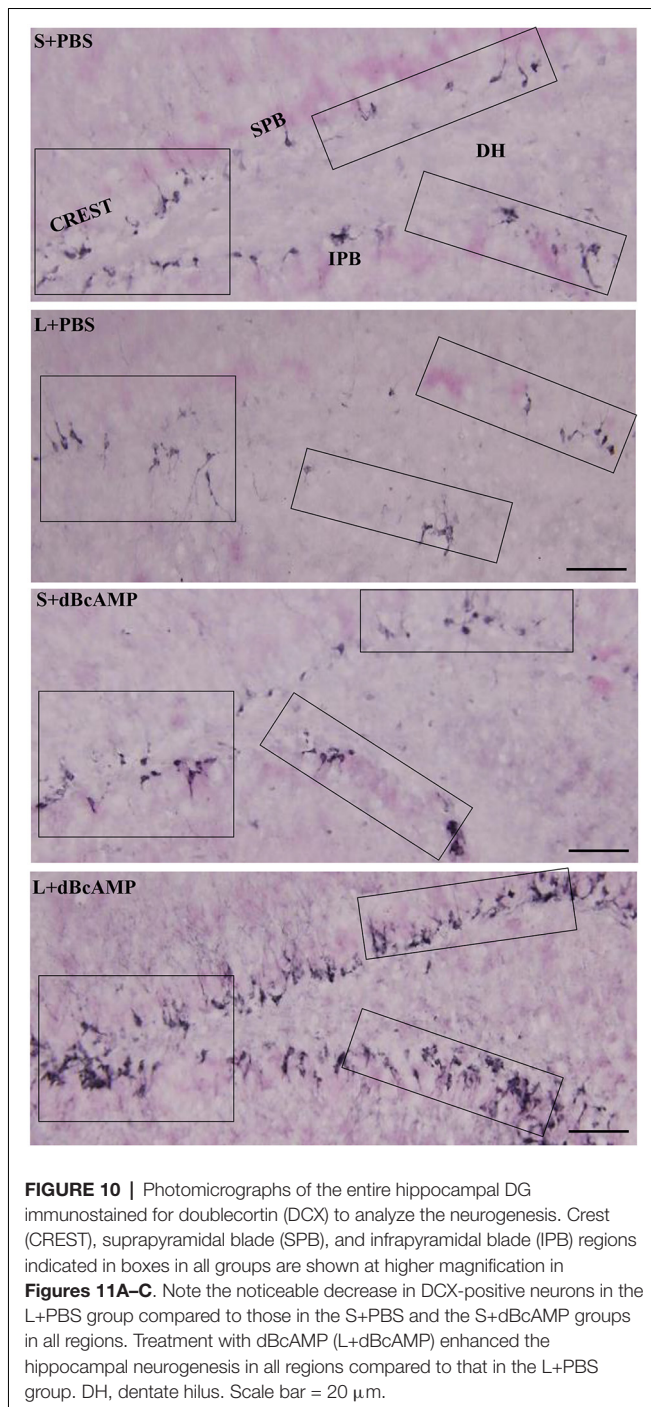 S+PBS
SPB
DH
CREST
IPB
L+PBS
S+dBcAMP
L+dBcAMP
FIGURE 10 | Photomicrographs of the entire hippocampal DG
immunostained for doublecortin (DCX) to analyze the neurogenesis. Crest
(CREST), suprapyramidal blade (SPB), and infrapyramidal blade (IPB) regions
indicated in boxes in all groups are shown at higher magnification in
Figures 11A–C. Note the noticeable decrease in DCX-positive neurons in the
L+PBS group compared to those in the S+PBS and the S+dBcAMP groups
in all regions. Treatment with dBcAMP (L+dBcAMP) enhanced the
hippocampal neurogenesis in all regions compared to that in the L+PBS
group. DH, dentate hilus. Scale bar = 20 μm.